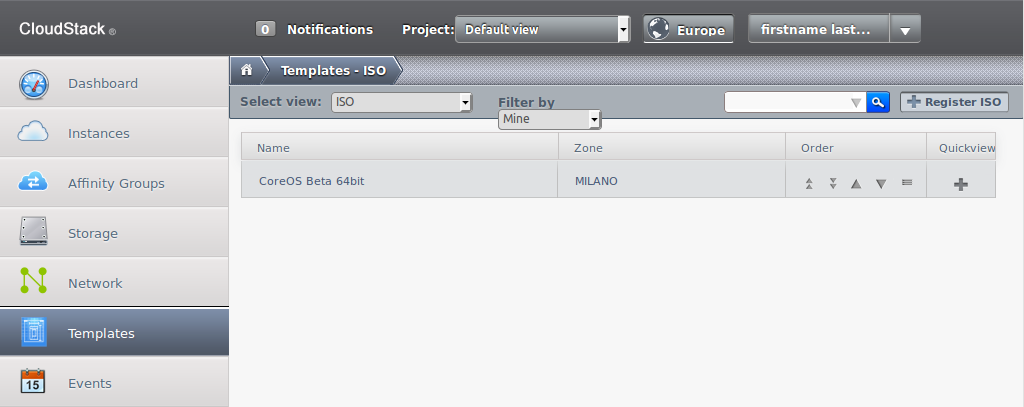 CloudStack ®
0 Notifications
Project: Default view
Europe
firstname last...
Dashboard
Instances
Affinity Groups
Storage
Network
Templates
15
Events
Templates - ISO
Select view: ISO
Filter by
Mine
Register ISO
Name Zone Order Quickview
CoreOS Beta 64bit MILANO